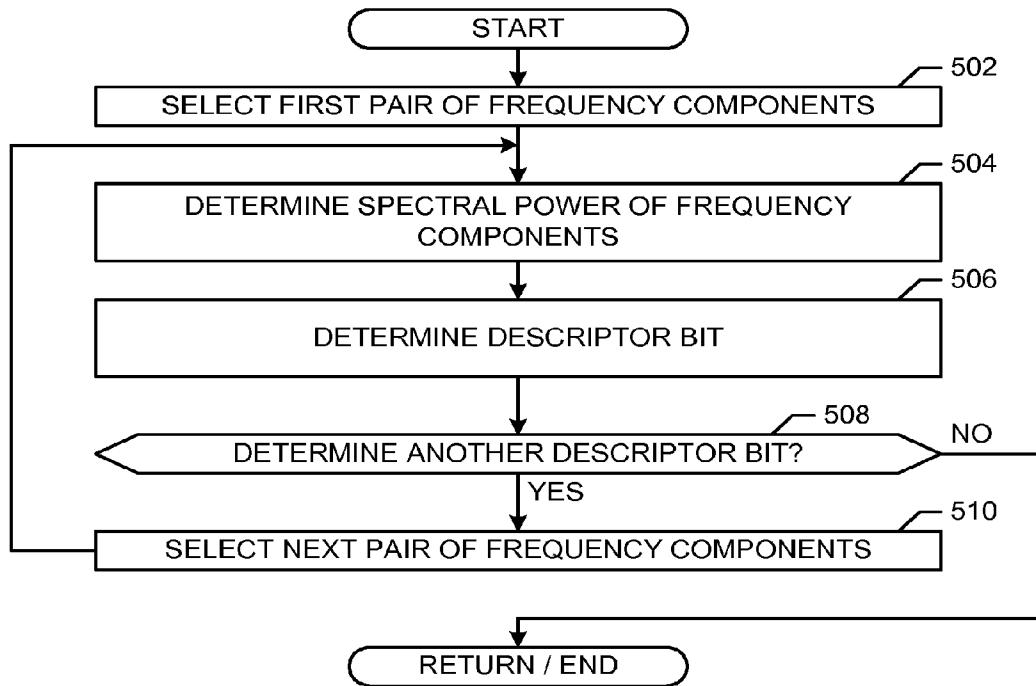 START
502
SELECT FIRST PAIR OF FREQUENCY COMPONENTS
504
DETERMINE SPECTRAL POWER OF FREQUENCY
COMPONENTS
506
DETERMINE DESCRIPTOR BIT
508
DETERMINE ANOTHER DESCRIPTOR BIT?
NO
YES
510
SELECT NEXT PAIR OF FREQUENCY COMPONENTS
RETURN / END